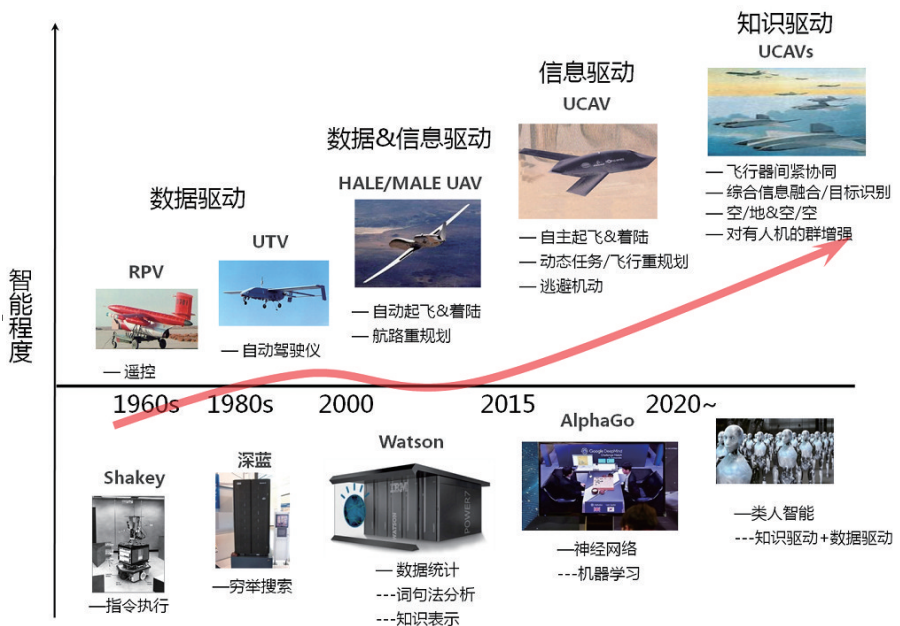 知识驱动
UCAVs
信息驱动
UCAV
数据&信息驱动
HALE/MALE UAV
数据驱动
UTV
RPV
— 飞行器间紧协同
— 综合信息融合/目标识别
— 空/地&空/空
— 对有人机的群增强
— 自主起飞&着陆
— 动态任务/飞行重规划
— 逃避机动
— 自动起飞&着陆
— 航路重规划
— 自动驾驶仪
— 遥控
智能程度
1960s
1980s
2000
2015
2020~
Shakey
深蓝
Watson
AlphaGo
IBM
WATSON
POWER7
Google DeepMind
—指令执行
—穷举搜索
— 数据统计
---词句法分析
---知识表示
—神经网络
---机器学习
—类人智能
---知识驱动+数据驱动